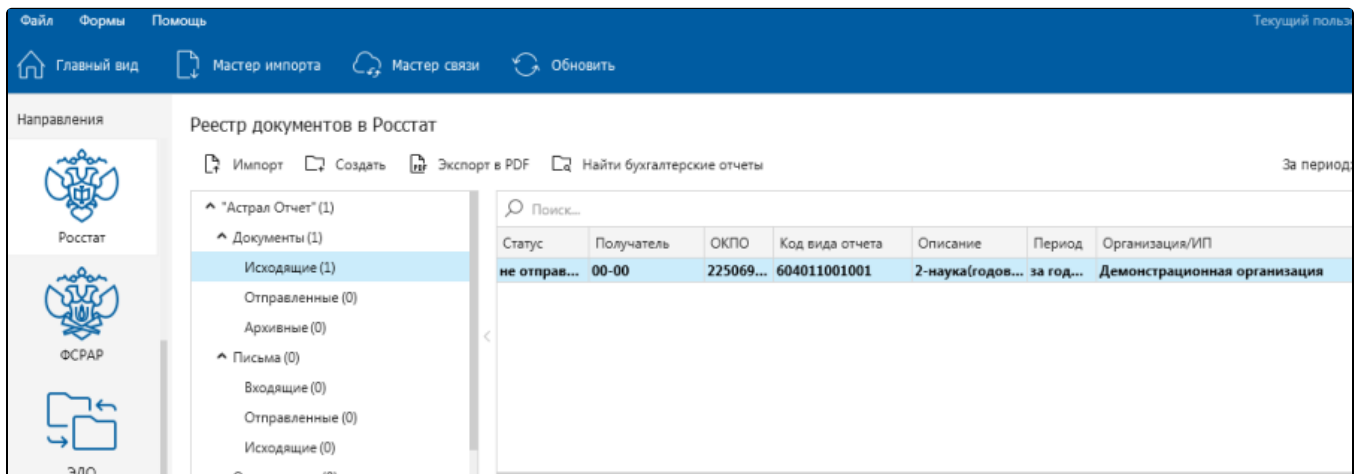 Файл Формы Помощь Текущий польз
Главный вид Мастер импорта Мастер связи Обновить
Направления
Росстат
ФСРАР
ЭДО
Реестр документов в Росстат
Импорт Создать Экспорт в PDF Найти бухгалтерские отчеты За период:
"Астрал Отчет" (1)
Документы (1)
Исходящие (1)
Отправленные (0)
Архивные (0)
Письма (0)
Входящие (0)
Отправленные (0)
Исходящие (0)
Поиск...
Статус Получатель ОКПО Код вида отчета Описание Период Организация/ИП
не отправ... 00-00 225069... 604011001001 2-наука(годов... за год... Демонстрационная организация